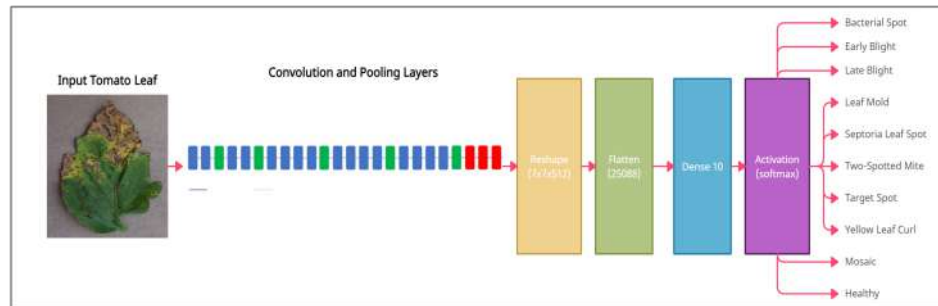 Input Tomato Leaf
Convolution and Pooling Layers
Reshape
(7x7x512)
Flatten
(25088)
Dense 10
Activation
(softmax)
Bacterial Spot
Early Blight
Late Blight
Leaf Mold
Septoria Leaf Spot
Two-Spotted Mite
Target Spot
Yellow Leaf Curl
Mosaic
Healthy